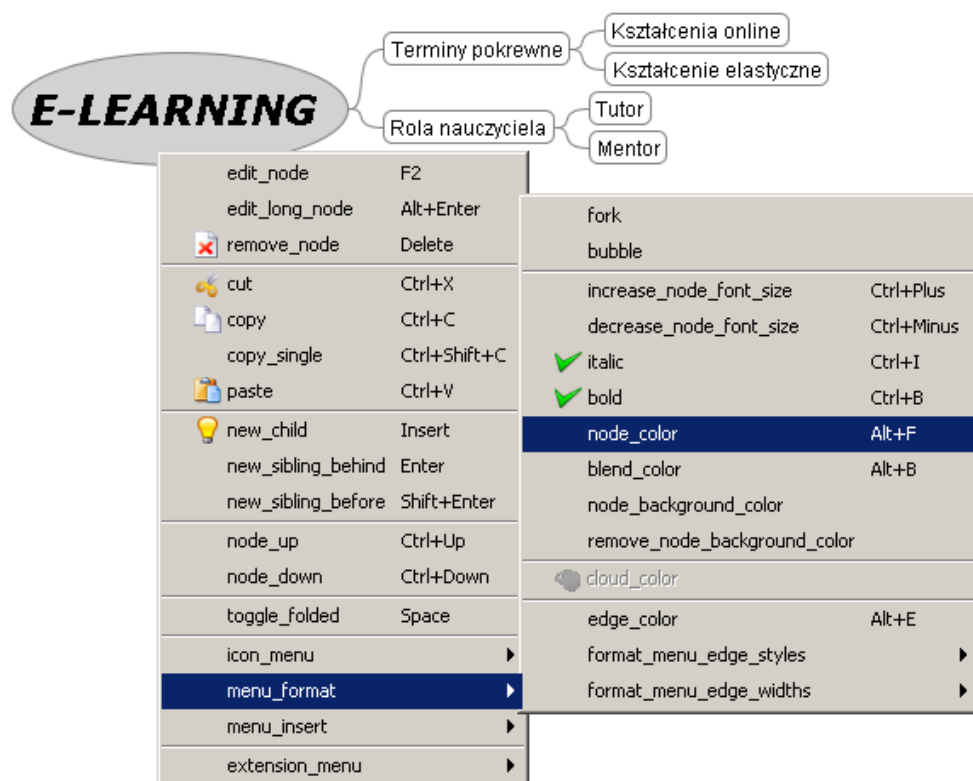 Kształcenia online
Terminy pokrewne
Kształcenie elastyczne
E-LEARNING
Tutor
Rola nauczyciela
Mentor
edit_node F2
edit_long_node Alt+Enter
remove_node Delete
cut Ctrl+X
copy Ctrl+C
copy_single Ctrl+Shift+C
paste Ctrl+V
new_child Insert
new_sibling_behind Enter
new_sibling_before Shift+Enter
node_up Ctrl+Up
node_down Ctrl+Down
toggle_folded Space
icon_menu
menu_format
menu_insert
extension_menu
fork
bubble
increase_node_font_size Ctrl+Plus
decrease_node_font_size Ctrl+Minus
italic Ctrl+I
bold Ctrl+B
node_color Alt+F
blend_color Alt+B
node_background_color
remove_node_background_color
cloud_color
edge_color Alt+E
format_menu_edge_styles
format_menu_edge_widths